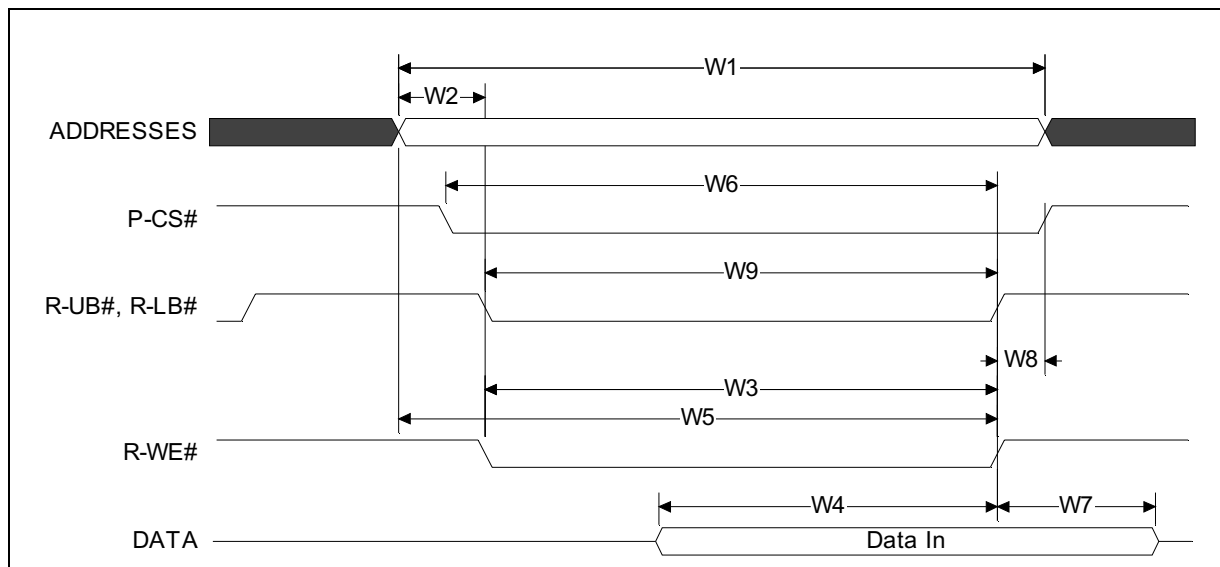 W1
W2
ADDRESSES
W6
P-CS#
W9
R-UB#, R-LB#
W8
W3
W5
R-WE#
W4
W7
DATA
Data In